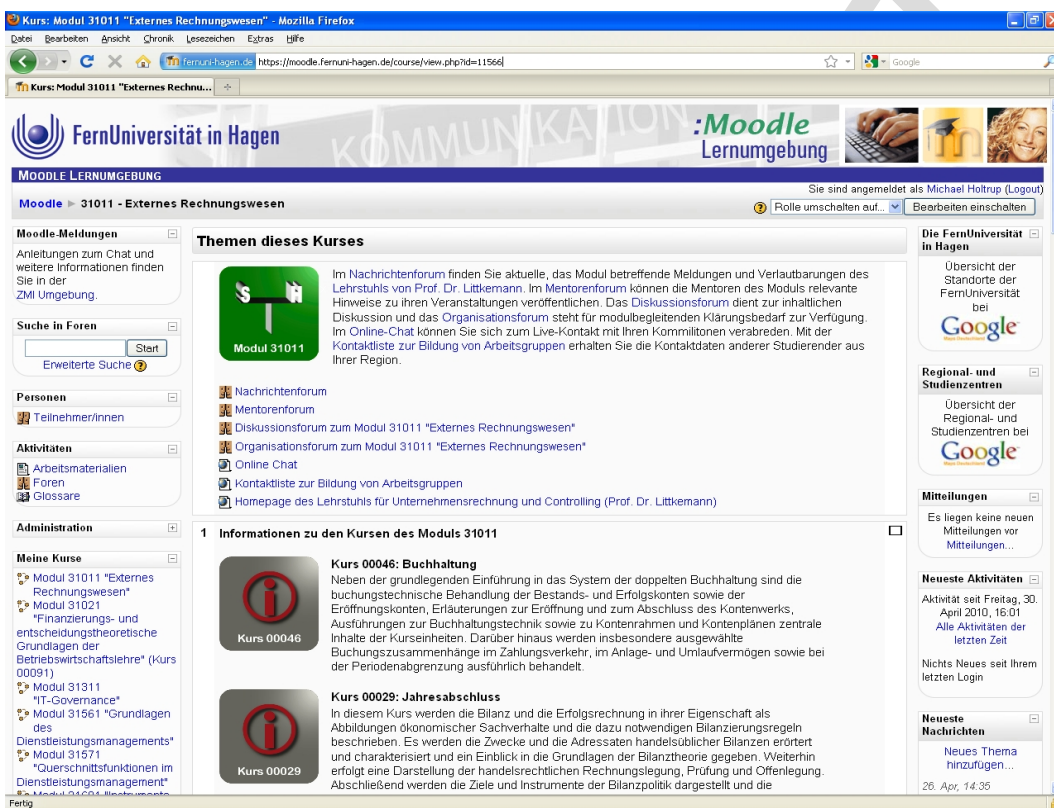 Kurs: Modul 31011 "Externes Rechnungswesen" - Mozilla Firefox
Datei Bearbeiten Ansicht Chronik Lesezeichen Extras Hilfe
fernuni-hagen.de https://moodle.fernuni-hagen.de/course/view.php?id=11566
Google
Kurs: Modul 31011 "Externes Rechnu...
FernUniversität in Hagen
KOMMUNIKATION
:Moodle
Lernumgebung
MOODLE LERNUMGEBUNG
Sie sind angemeldet als Michael Holtrup (Logout)
Moodle ► 31011 - Externes Rechnungswesen
Rolle umschalten auf...
Bearbeiten einschalten
Moodle-Meldungen
Anleitungen zum Chat und
weitere Informationen finden
Sie in der
ZMI Umgebung.
Suche in Foren
Start
Erweiterte Suche
Personen
Teilnehmer/innen
Aktivitäten
Arbeitsmaterialien
Foren
Glossare
Administration
Meine Kurse
Modul 31011 "Externes
Rechnungswesen"
Modul 31021
"Finanzierungs- und
entscheidungstheoretische
Grundlagen der
Betriebswirtschaftslehre" (Kurs
00091)
Modul 31311
"IT-Governance"
Modul 31561 "Grundlagen
des
Dienstleistungsmanagements"
Modul 31571
"Querschnittsfunktionen im
Dienstleistungsmanagement"
Themen dieses Kurses
S H
Modul 31011
Im Nachrichtenforum finden Sie aktuelle, das Modul betreffende Meldungen und Verlautbarungen des
Lehrstuhls von Prof. Dr. Littkemann. Im Mentorenforum können die Mentoren des Moduls relevante
Hinweise zu ihren Veranstaltungen veröffentlichen. Das Diskussionsforum dient zur inhaltlichen
Diskussion und das Organisationsforum steht für modulbegleitenden Klärungsbedarf zur Verfügung.
Im Online-Chat können Sie sich zum Live-Kontakt mit Ihren Kommilitonen verabreden. Mit der
Kontaktliste zur Bildung von Arbeitsgruppen erhalten Sie die Kontaktdaten anderer Studierender aus
Ihrer Region.
Nachrichtenforum
Mentorenforum
Diskussionsforum zum Modul 31011 "Externes Rechnungswesen"
Organisationsforum zum Modul 31011 "Externes Rechnungswesen"
Online Chat
Kontaktliste zur Bildung von Arbeitsgruppen
Homepage des Lehrstuhls für Unternehmensrechnung und Controlling (Prof. Dr. Littkemann)
1 Informationen zu den Kursen des Moduls 31011
Kurs 00046
Kurs 00046: Buchhaltung
Neben der grundlegenden Einführung in das System der doppelten Buchhaltung sind die
buchungstechnische Behandlung der Bestands- und Erfolgskonten sowie der
Eröffnungskonten, Erläuterungen zur Eröffnung und zum Abschluss des Kontenwerks,
Ausführungen zur Buchhaltungstechnik sowie zu Kontenrahmen und Kontenplänen zentrale
Inhalte der Kurseinheiten. Darüber hinaus werden insbesondere ausgewählte
Buchungszusammenhänge im Zahlungsverkehr, im Anlage- und Umlaufvermögen sowie bei
der Periodenabgrenzung ausführlich behandelt.
Kurs 00029
Kurs 00029: Jahresabschluss
In diesem Kurs werden die Bilanz und die Erfolgsrechnung in ihrer Eigenschaft als
Abbildungen ökonomischer Sachverhalte und die dazu notwendigen Bilanzierungsregeln
beschrieben. Es werden die Zwecke und die Adressaten handelsüblicher Bilanzen erörtert
und charakterisiert und ein Einblick in die Grundlagen der Bilanztheorie gegeben. Weiterhin
erfolgt eine Darstellung der handelsrechtlichen Rechnungslegung, Prüfung und Offenlegung.
Abschließend werden die Ziele und Instrumente der Bilanzpolitik dargestellt und die
Die FernUniversität
in Hagen
Übersicht der
Standorte der
FernUniversität
bei
Google
Regional- und
Studienzentren
Übersicht der
Regional- und
Studienzentren bei
Google
Mitteilungen
Es liegen keine neuen
Mitteilungen vor
Mitteilungen...
Neueste Aktivitäten
Aktivität seit Freitag, 30.
April 2010, 16:01
Alle Aktivitäten der
letzten Zeit
Nichts Neues seit Ihrem
letzten Login
Neueste
Nachrichten
Neues Thema
hinzufügen...
26. Apr, 14:35
Fertig